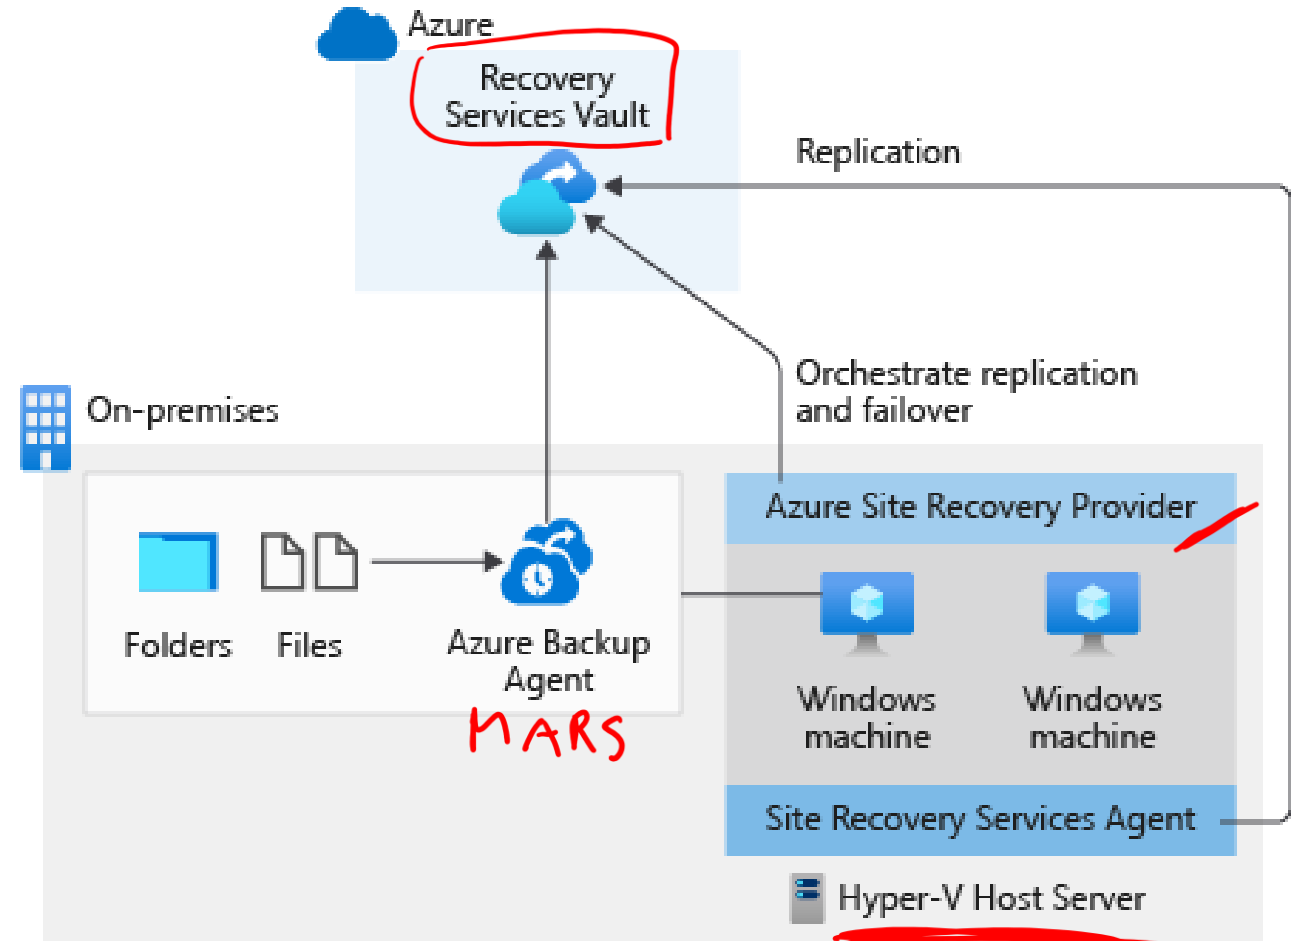 Azure
Recovery
Services Vault
Replication
Orchestrate replication
and failover
On-premises
Azure Site Recovery Provider
Folders
Files
Azure Backup
Agent
MARS
Windows
machine
Windows
machine
Site Recovery Services Agent
Hyper-V Host Server